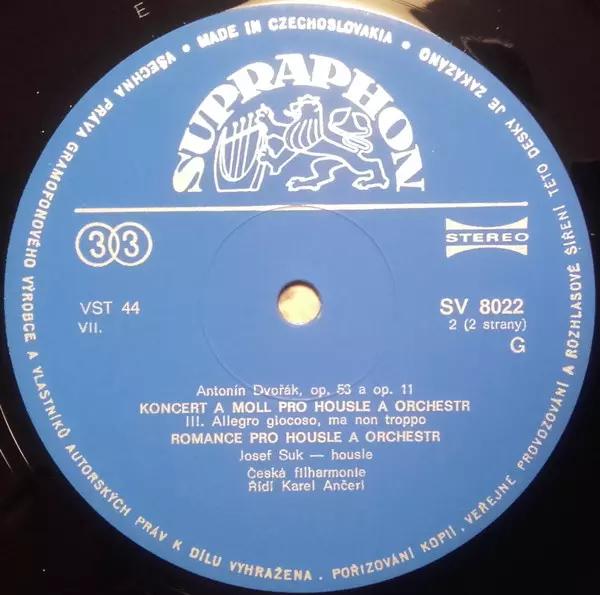 E
VŠECHNA PRÁVA GRAMOFONOVÉHO VÝROBCE A VLASTNÍKŮ AUTORSKÝCH PRÁV K DÍLU VYHRAŽENA . POŘIZOVÁNÍ KOPIÍ , VEŘEJNÉ PROVOZOVÁNÍ A ROZHLASOVÉ ŠÍŘENÍ TÉTO DESKY JE ZAKÁZÁNO
• MADE IN CZECHOSLOVAKIA •
SUPRAPHON
33
STEREO
VST 44
VII.
SV 8022
2 (2 strany)
G
Antonín Dvořák, op. 53 a op. 11
KONCERT A MOLL PRO HOUSLE A ORCHESTR
III. Allegro giocoso, ma non troppo
ROMANCE PRO HOUSLE A ORCHESTR
Josef Suk — housle
Česká filharmonie
Řídí Karel Ančerl